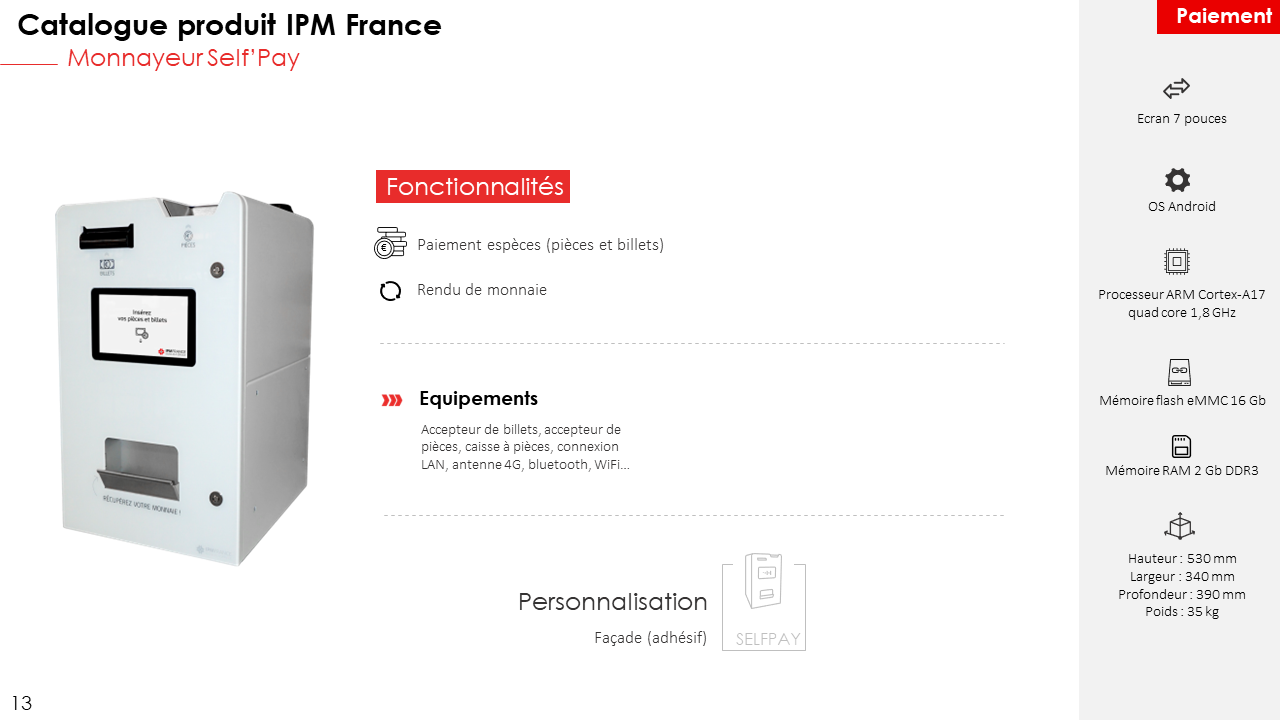 Catalogue produit IPM France
Monnayeur Self’Pay
Paiement
Ecran 7 pouces
OS Android
Processeur ARM Cortex-A17
quad core 1,8 GHz
Mémoire flash eMMC 16 Gb
Mémoire RAM 2 Gb DDR3
Hauteur : 530 mm
Largeur : 340 mm
Profondeur : 390 mm
Poids : 35 kg
PIÈCES
BILLETS
Insérez
vos pièces et billets
RÉCUPÉREZ VOTRE MONNAIE !
Fonctionnalités
Paiement espèces (pièces et billets)
Rendu de monnaie
Equipements
Accepteur de billets, accepteur de
pièces, caisse à pièces, connexion
LAN, antenne 4G, bluetooth, WiFi...
Personnalisation
Façade (adhésif)
SELFPAY
13